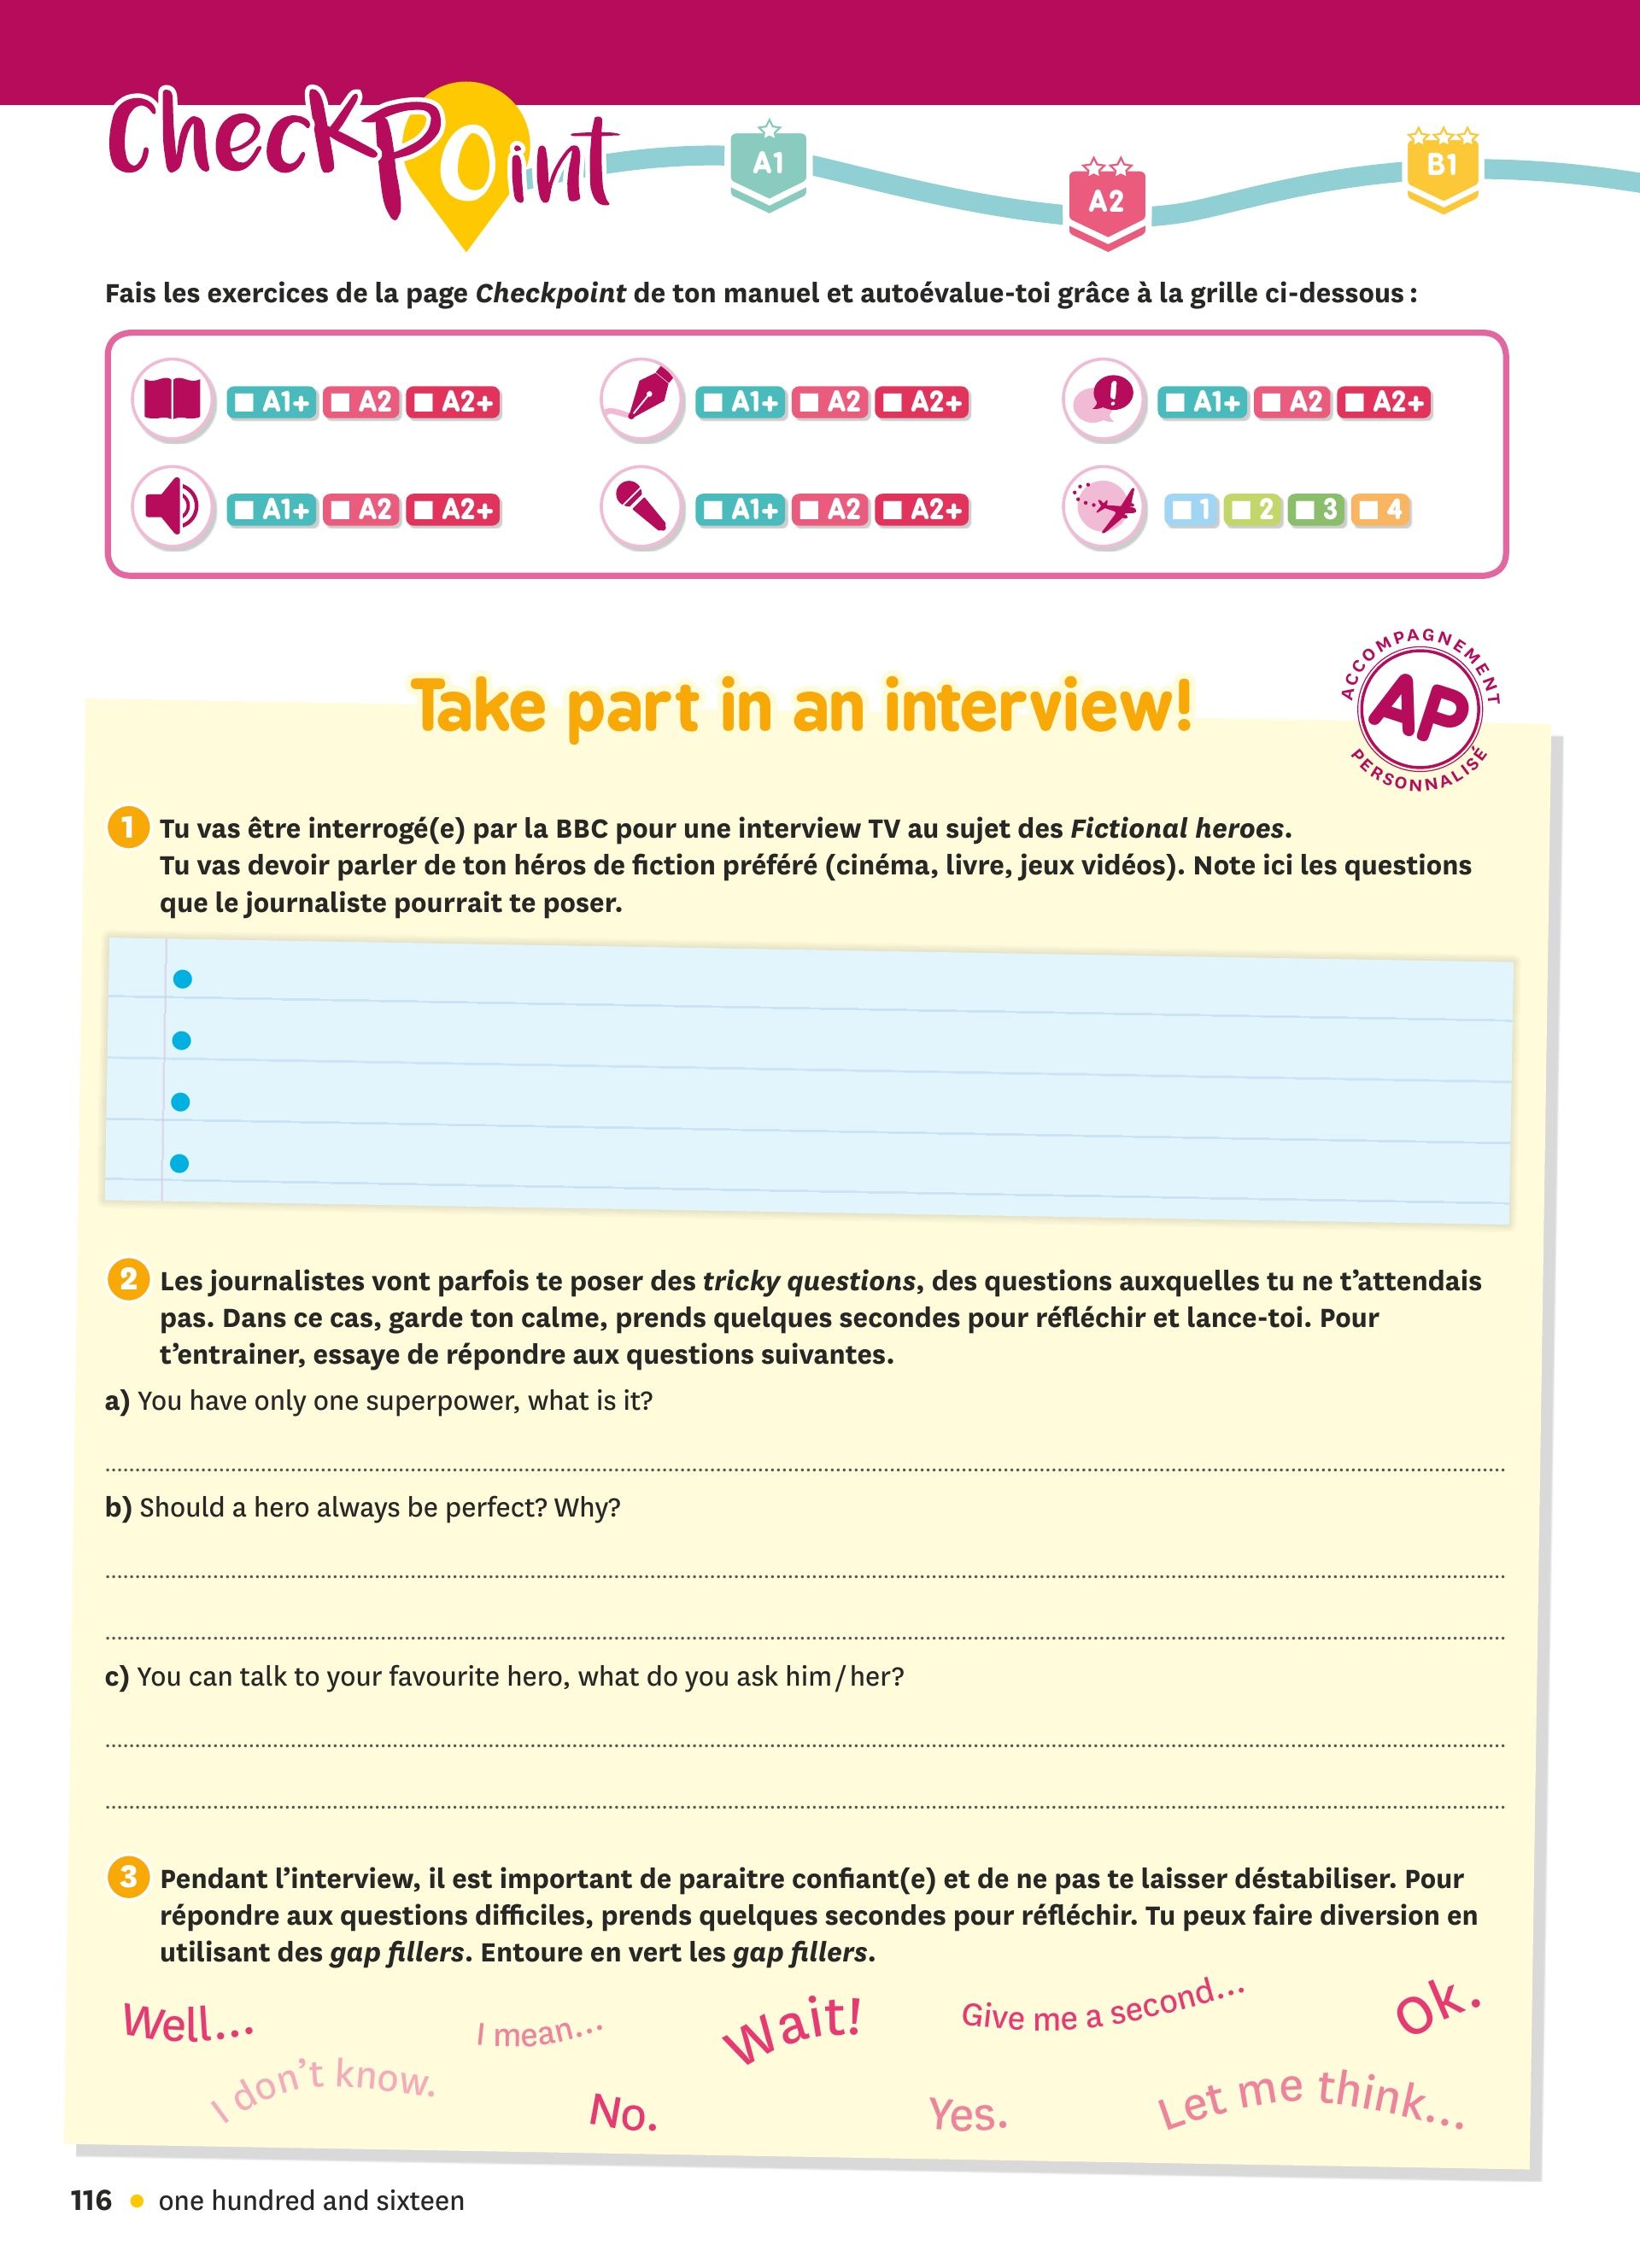 CheckPoint
A1
A2
B1
Fais les exercices de la page Checkpoint de ton manuel et autoévalue-toi grâce à la grille ci-dessous :
A1+ A2 A2+
A1+ A2 A2+
A1+ A2 A2+
A1+ A2 A2+
A1+ A2 A2+
1 2 3 4
Take part in an interview!
ACCOMPAGNEMENT
AP
PERSONNALISÉ
1 Tu vas être interrogé(e) par la BBC pour une interview TV au sujet des Fictional heroes.
Tu vas devoir parler de ton héros de fiction préféré (cinéma, livre, jeux vidéos). Note ici les questions
que le journaliste pourrait te poser.
2 Les journalistes vont parfois te poser des tricky questions, des questions auxquelles tu ne t'attendais
pas. Dans ce cas, garde ton calme, prends quelques secondes pour réfléchir et lance-toi. Pour
t'entrainer, essaye de répondre aux questions suivantes.
a) You have only one superpower, what is it?
b) Should a hero always be perfect? Why?
c) You can talk to your favourite hero, what do you ask him / her?
3 Pendant l'interview, il est important de paraitre confiant(e) et de ne pas te laisser déstabiliser. Pour
répondre aux questions difficiles, prends quelques secondes pour réfléchir. Tu peux faire diversion en
utilisant des gap fillers. Entoure en vert les gap fillers.
Well...
I mean...
Wait!
Give me a second...
Ok.
I don't know.
No.
Yes.
Let me think...
116 • one hundred and sixteen